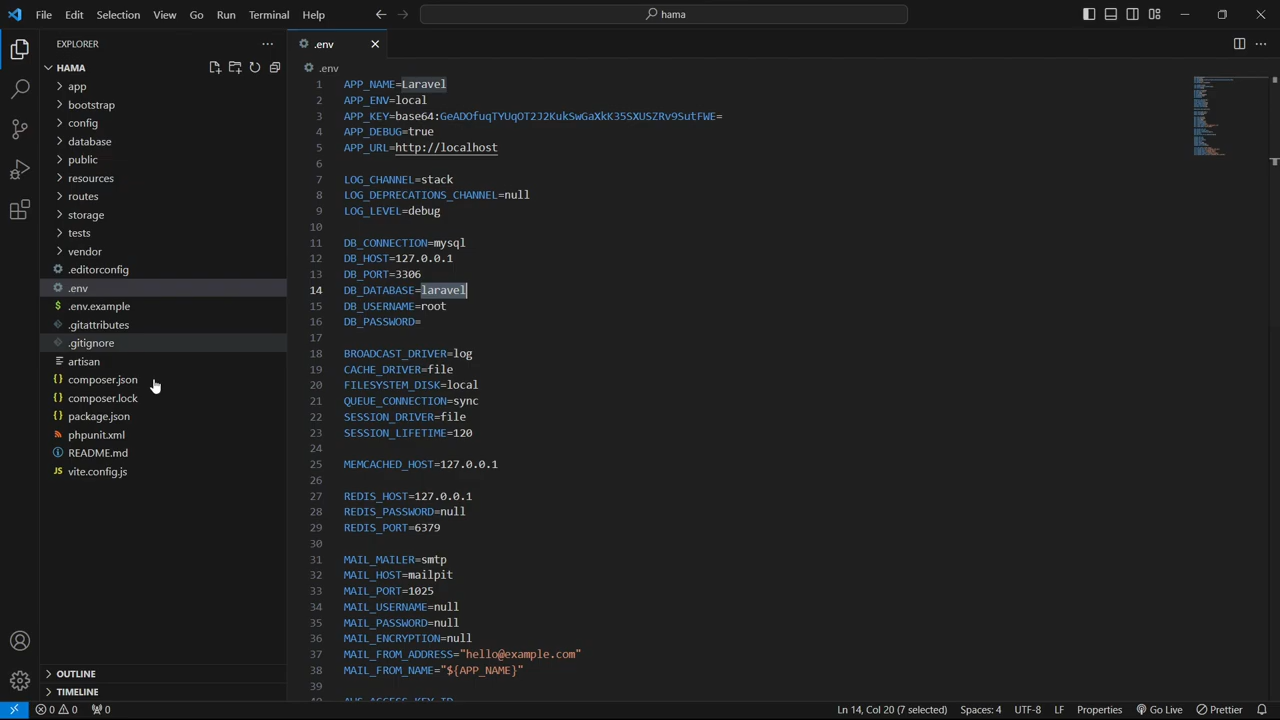 File Edit Selection View Go Run Terminal Help
hama
EXPLORER
HAMA
app
bootstrap
config
database
public
resources
routes
storage
tests
vendor
.editorconfig
.env
.env.example
.gitattributes
.gitignore
artisan
composer.json
composer.lock
package.json
phpunit.xml
README.md
vite.config.js
OUTLINE
TIMELINE
.env
.env
1 APP_NAME=Laravel
2 APP_ENV=local
3 APP_KEY=base64:GeADOfuqTYUqOT2J2KukSwGaXkK35SXUSZRv9SutFWE=
4 APP_DEBUG=true
5 APP_URL=http://localhost
6
7 LOG_CHANNEL=stack
8 LOG_DEPRECATIONS_CHANNEL=null
9 LOG_LEVEL=debug
10
11 DB_CONNECTION=mysql
12 DB_HOST=127.0.0.1
13 DB_PORT=3306
14 DB_DATABASE=laravel
15 DB_USERNAME=root
16 DB_PASSWORD=
17
18 BROADCAST_DRIVER=log
19 CACHE_DRIVER=file
20 FILESYSTEM_DISK=local
21 QUEUE_CONNECTION=sync
22 SESSION_DRIVER=file
23 SESSION_LIFETIME=120
24
25 MEMCACHED_HOST=127.0.0.1
26
27 REDIS_HOST=127.0.0.1
28 REDIS_PASSWORD=null
29 REDIS_PORT=6379
30
31 MAIL_MAILER=smtp
32 MAIL_HOST=mailpit
33 MAIL_PORT=1025
34 MAIL_USERNAME=null
35 MAIL_PASSWORD=null
36 MAIL_ENCRYPTION=null
37 MAIL_FROM_ADDRESS="hello@example.com"
38 MAIL_FROM_NAME="${APP_NAME}"
39
0 0 0 Ln 14, Col 20 (7 selected) Spaces: 4 UTF-8 LF Properties Go Live Prettier